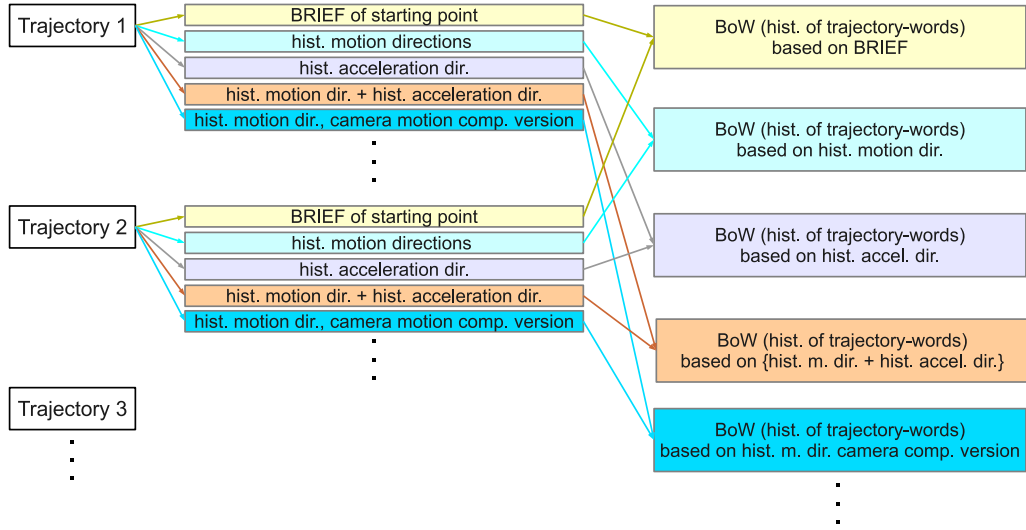 Trajectory 1
BRIEF of starting point
hist. motion directions
hist. acceleration dir.
hist. motion dir. + hist. acceleration dir.
hist. motion dir., camera motion comp. version
Trajectory 2
BRIEF of starting point
hist. motion directions
hist. acceleration dir.
hist. motion dir. + hist. acceleration dir.
hist. motion dir., camera motion comp. version
Trajectory 3
BoW (hist. of trajectory-words)
based on BRIEF
BoW (hist. of trajectory-words)
based on hist. motion dir.
BoW (hist. of trajectory-words)
based on hist. accel. dir.
BoW (hist. of trajectory-words)
based on {hist. m. dir. + hist. accel. dir.}
BoW (hist. of trajectory-words)
based on hist. m. dir. camera comp. version